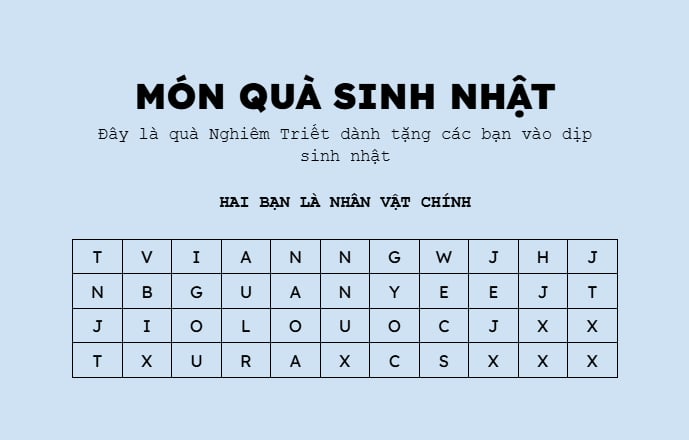 MÓN QUÀ SINH NHẬT
Đây là quà Nghiêm Triết dành tặng các bạn vào dịp
sinh nhật
HAI BẠN LÀ NHÂN VẬT CHÍNH
T V I A N N G W J H J
N B G U A N Y E E J T
J I O L O U O C J X X
T X U R A X C S X X X